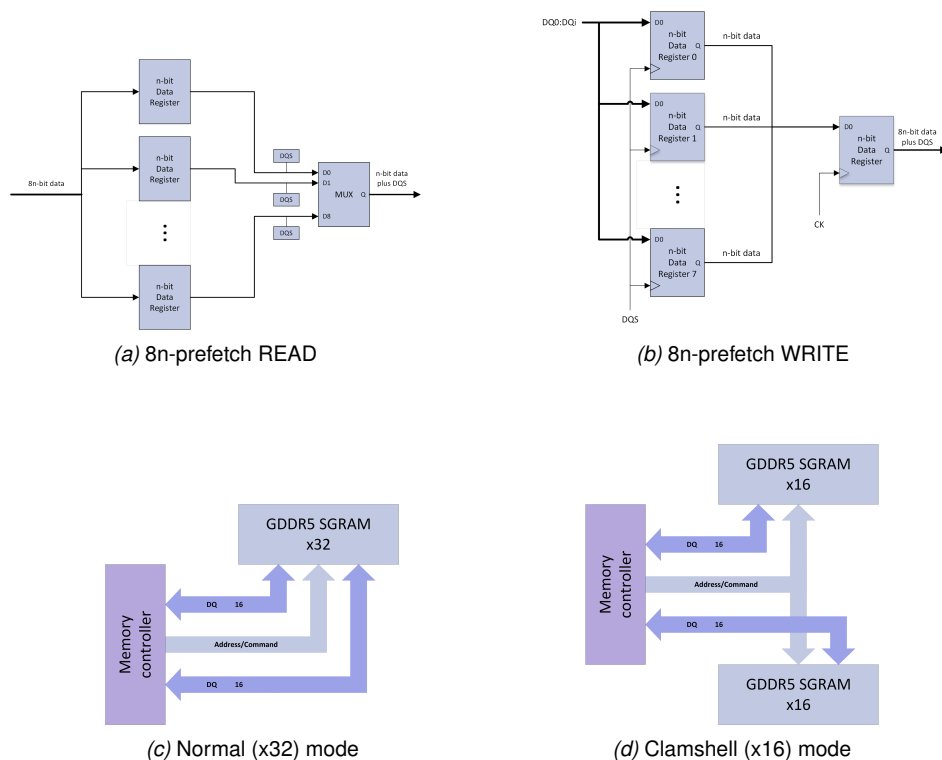 n-bit
Data
Register
8n-bit data
n-bit
Data
Register
⋮
n-bit
Data
Register
DQS
DQS
DQS
D0
D1
D8
MUX
Q
n-bit data
plus DQS
(a) 8n-prefetch READ
DQ0:DQi
D0
n-bit
Data
Register 0
Q
n-bit data
D0
n-bit
Data
Register 1
Q
n-bit data
⋮
D0
n-bit
Data
Register 7
Q
n-bit data
DQS
D0
n-bit
Data
Register
Q
8n-bit data
plus DQS
CK
(b) 8n-prefetch WRITE
GDDR5 SGRAM
x32
Memory
controller
DQ 16
Address/Command
DQ 16
(c) Normal (x32) mode
GDDR5 SGRAM
x16
Memory
controller
DQ 16
Address/Command
DQ 16
GDDR5 SGRAM
x16
(d) Clamshell (x16) mode